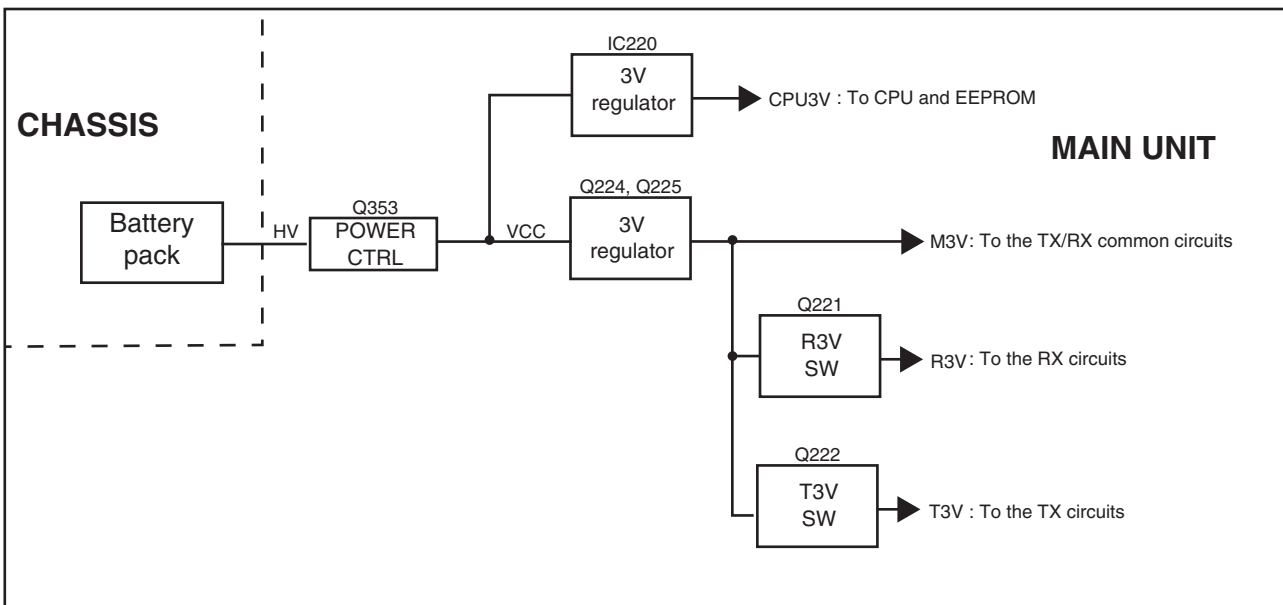 IC220
3V
regulator
CPU3V : To CPU and EEPROM
CHASSIS
MAIN UNIT
Battery
pack
HV
Q353
POWER
CTRL
VCC
Q224, Q225
3V
regulator
M3V: To the TX/RX common circuits
Q221
R3V
SW
R3V: To the RX circuits
Q222
T3V
SW
T3V : To the TX circuits